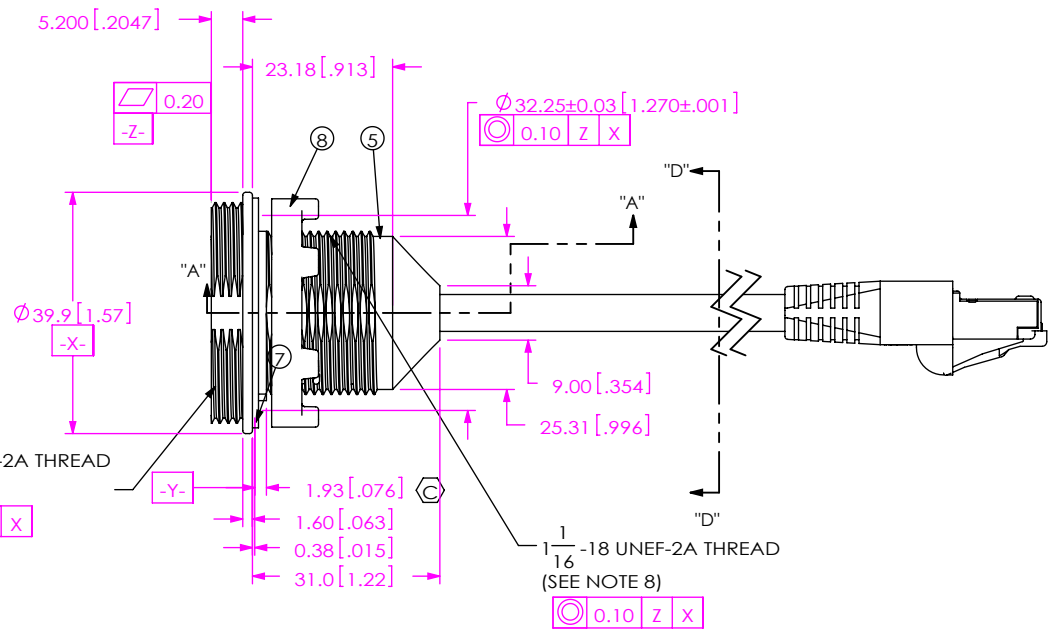 5.200 [.2047]
23.18 [.913]
0.20
-Z-
⌀32.25±0.03 [1.270±.001]
0.10 Z X
8
5
"D"
"A"
"A"
⌀39.9 [1.57]
-X-
7
9.00 [.354]
25.31 [.996]
-2A THREAD
-Y-
1.93 [.076]
C
X
1.60 [.063]
0.38 [.015]
31.0 [1.22]
"D"
1 1/16 -18 UNEF-2A THREAD
(SEE NOTE 8)
0.10 Z X